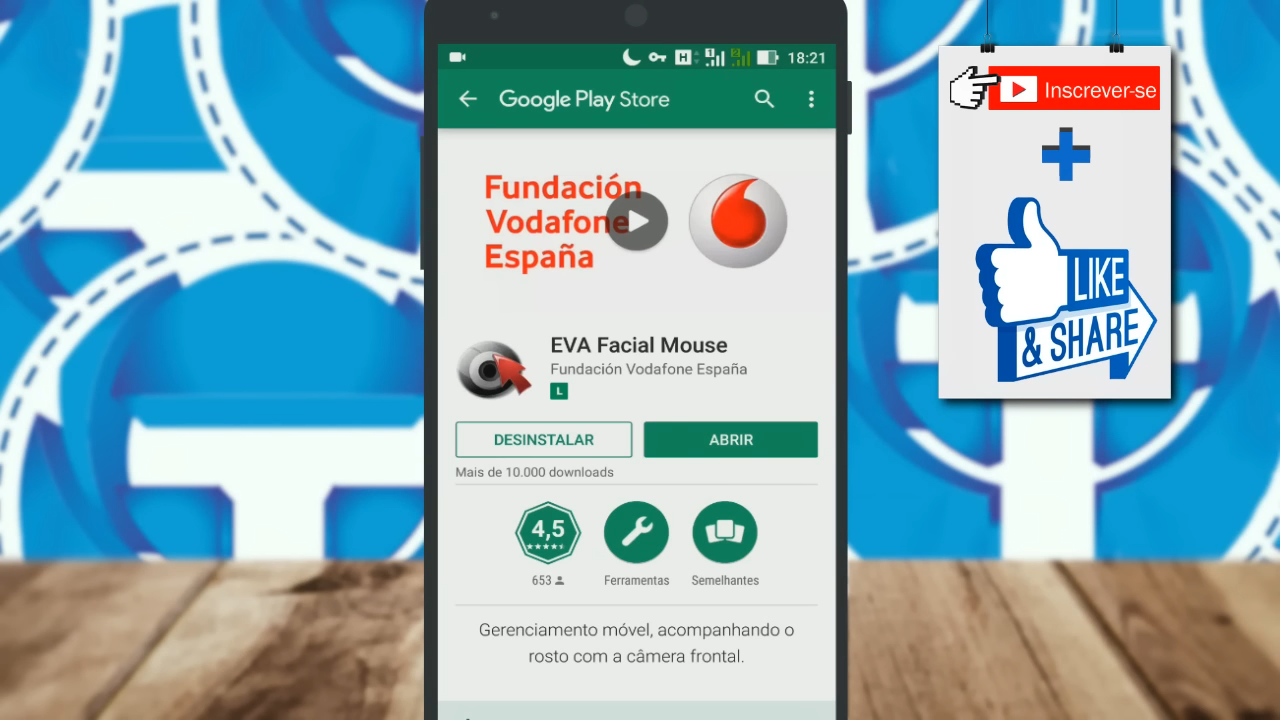 18:21
Google Play Store
Fundación
Vodafone
España
EVA Facial Mouse
Fundación Vodafone España
L
DESINSTALAR
ABRIR
Mais de 10.000 downloads
4,5
653
Ferramentas
Semelhantes
Gerenciamento móvel, acompanhando o
rosto com a câmera frontal.
Inscrever-se
LIKE
& SHARE